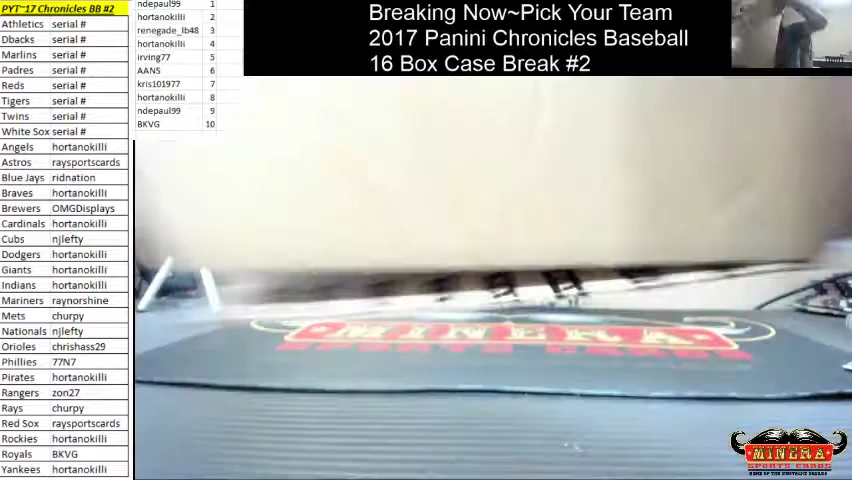 PYT~17 Chronicles BB #2
Athletics serial #
Dbacks serial #
Marlins serial #
Padres serial #
Reds serial #
Tigers serial #
Twins serial #
White Sox serial #
Angels hortanokilli
Astros raysportscards
Blue Jays ridnation
Braves hortanokilli
Brewers OMGDisplays
Cardinals hortanokilli
Cubs njlefty
Dodgers hortanokilli
Giants hortanokilli
Indians hortanokilli
Mariners raynorshine
Mets churpy
Nationals njlefty
Orioles chrishass29
Phillies 77N7
Pirates hortanokilli
Rangers zon27
Rays churpy
Red Sox raysportscards
Rockies hortanokilli
Royals BKVG
Yankees hortanokilli
ndepaul99 1
hortanokilli 2
renegade_lb48 3
hortanokilli 4
irving77 5
AANS 6
kris101977 7
hortanokilli 8
ndepaul99 9
BKVG 10
Breaking Now~Pick Your Team
2017 Panini Chronicles Baseball
16 Box Case Break #2
MINERA
SPORTS CARDS
MINERA
SPORTS CARDS
HOME OF THE MUSTACHE BREAKS